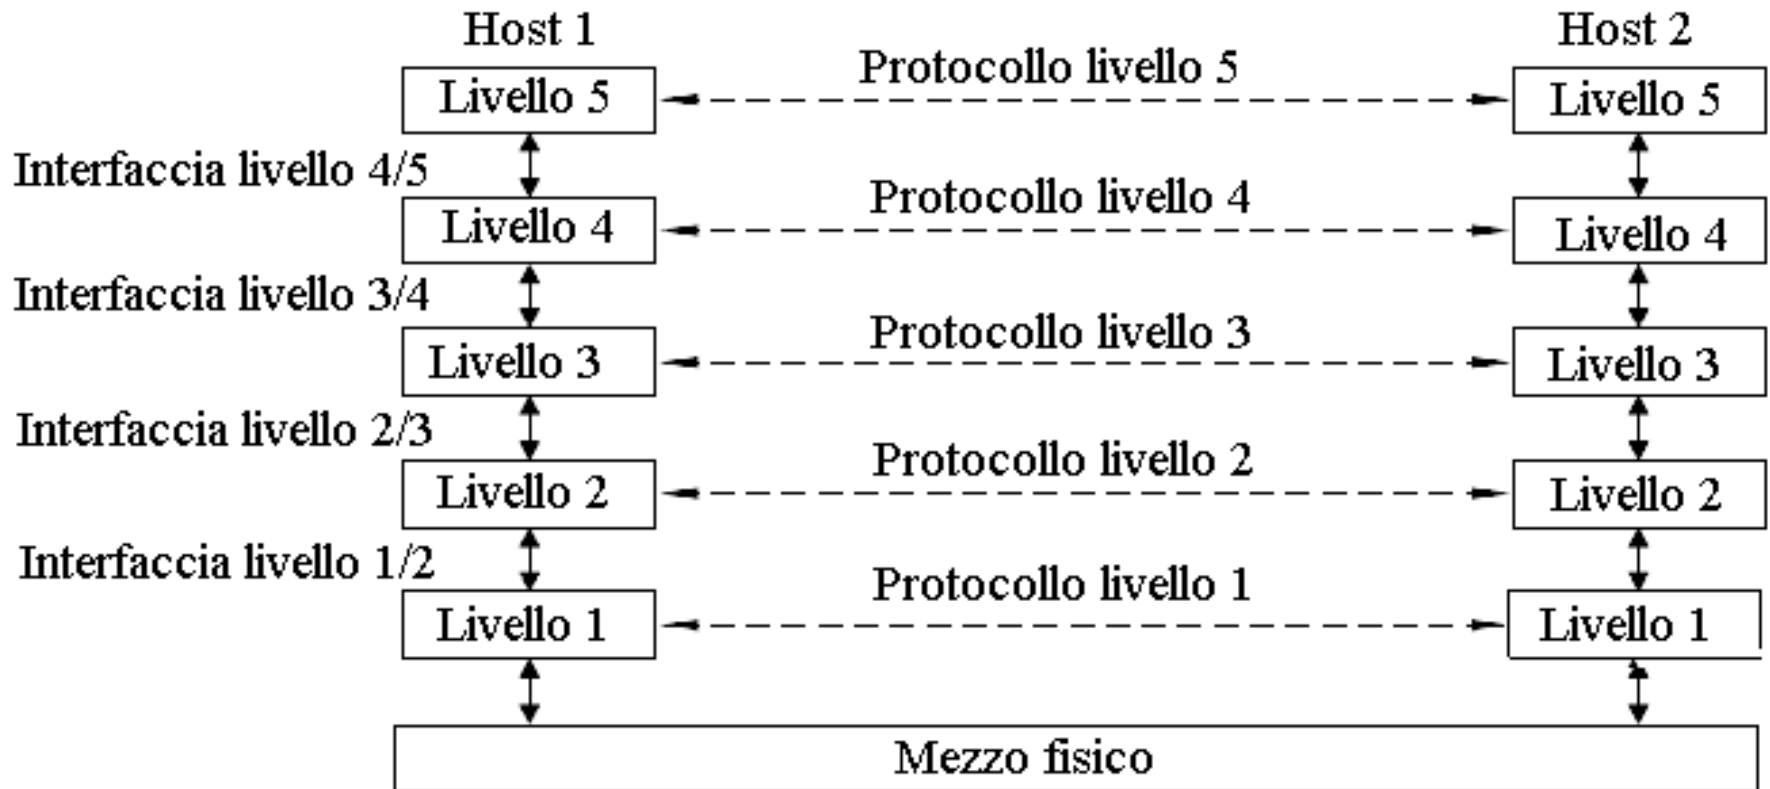 Host 1
Host 2
Protocollo livello 5
Livello 5
Livello 5
Interfaccia livello 4/5
Protocollo livello 4
Livello 4
Livello 4
Interfaccia livello 3/4
Protocollo livello 3
Livello 3
Livello 3
Interfaccia livello 2/3
Protocollo livello 2
Livello 2
Livello 2
Interfaccia livello 1/2
Protocollo livello 1
Livello 1
Livello 1
Mezzo fisico